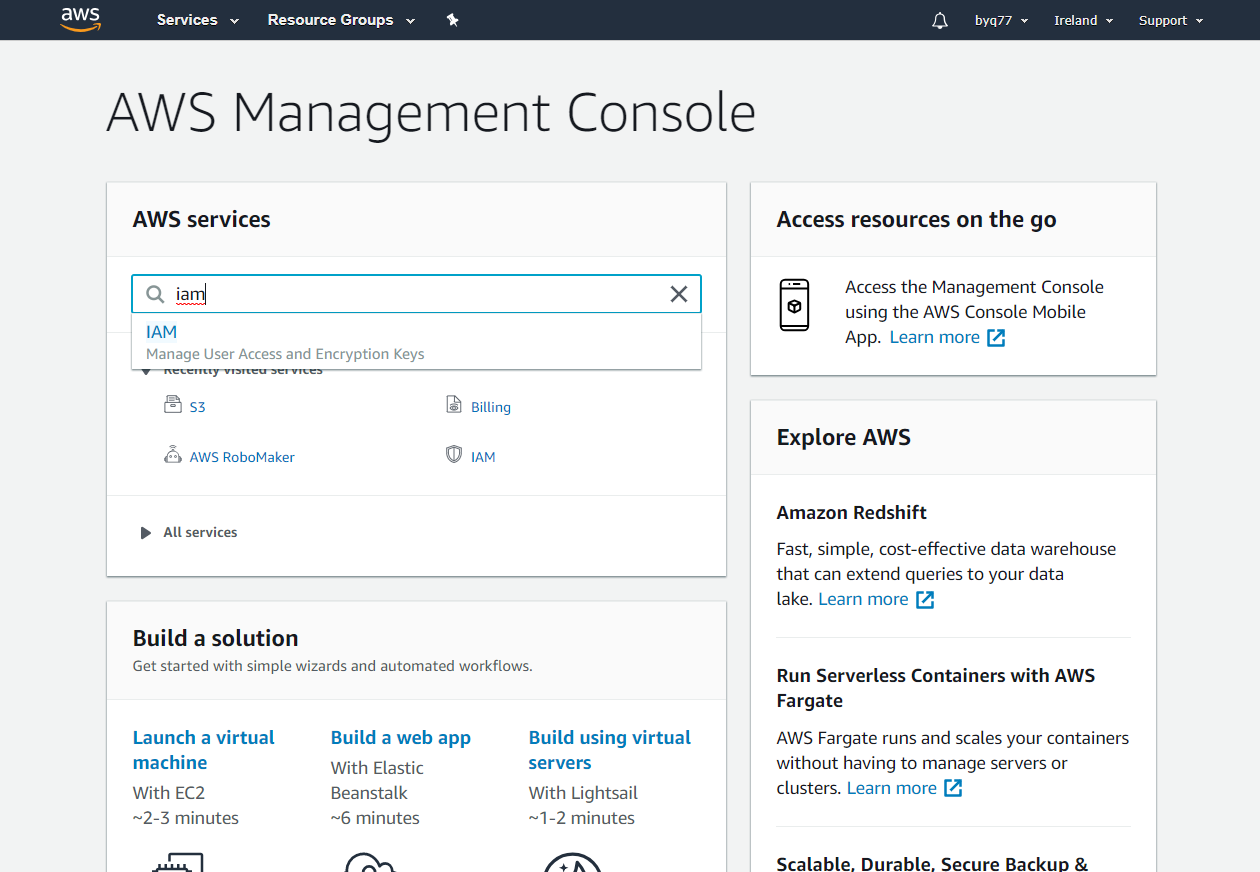 aws
Services
Resource Groups
byq77
Ireland
Support
AWS Management Console
AWS services
iam
IAM
Manage User Access and Encryption Keys
Recently visited services
S3
Billing
AWS RoboMaker
IAM
All services
Build a solution
Get started with simple wizards and automated workflows.
Launch a virtual
machine
With EC2
~2-3 minutes
Build a web app
With Elastic
Beanstalk
~6 minutes
Build using virtual
servers
With Lightsail
~1-2 minutes
Access resources on the go
Access the Management Console
using the AWS Console Mobile
App. Learn more
Explore AWS
Amazon Redshift
Fast, simple, cost-effective data warehouse
that can extend queries to your data
lake. Learn more
Run Serverless Containers with AWS
Fargate
AWS Fargate runs and scales your containers
without having to manage servers or
clusters. Learn more
Scalable, Durable, Secure Backup &